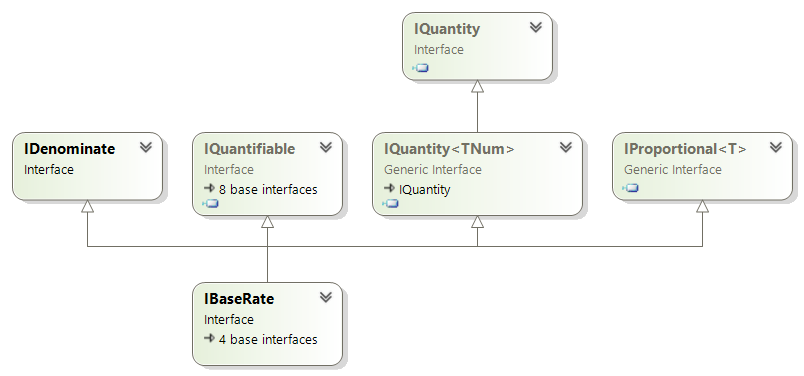 IQuantity
Interface
IDenominate
Interface
IQuantifiable
Interface
8 base interfaces
IQuantity<TNum>
Generic Interface
IQuantity
IProportional<T>
Generic Interface
IBaseRate
Interface
4 base interfaces